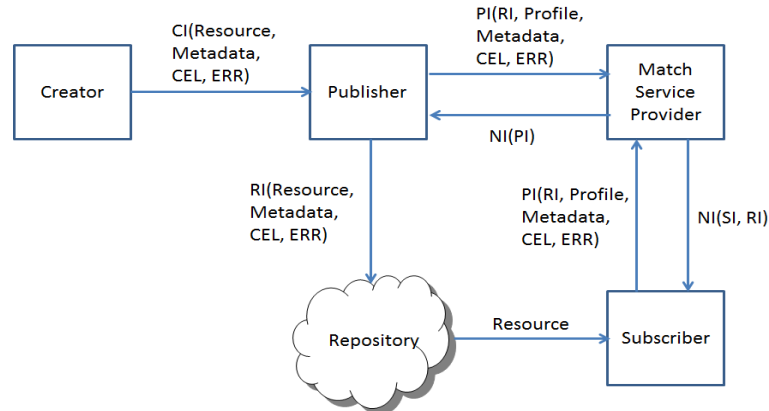 CI(Resource,
Metadata,
CEL, ERR)
PI(RI, Profile,
Metadata,
CEL, ERR)
Creator
Publisher
Match
Service
Provider
NI(PI)
RI(Resource,
Metadata,
CEL, ERR)
PI(RI, Profile,
Metadata,
CEL, ERR)
NI(SI, RI)
Repository
Resource
Subscriber